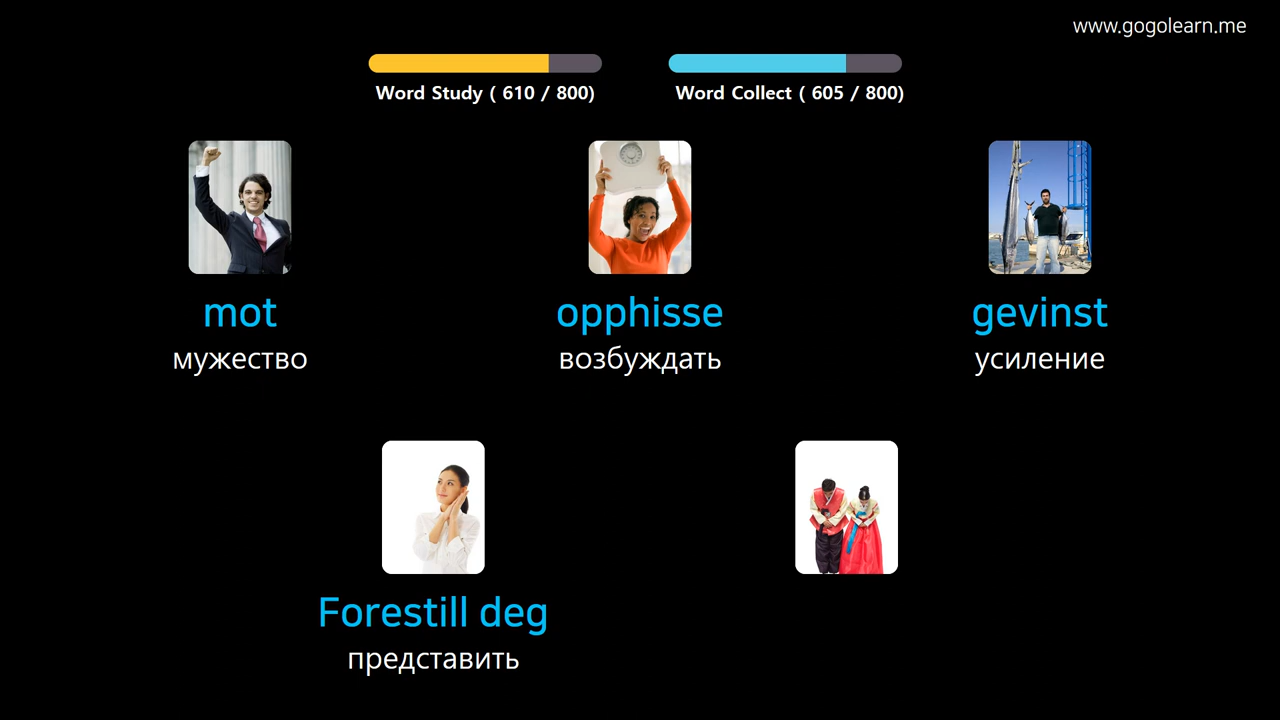 www.gogolearn.me
Word Study ( 610 / 800)
Word Collect ( 605 / 800)
mot
мужество
opphisse
возбуждать
gevinst
усиление
Forestill deg
представить